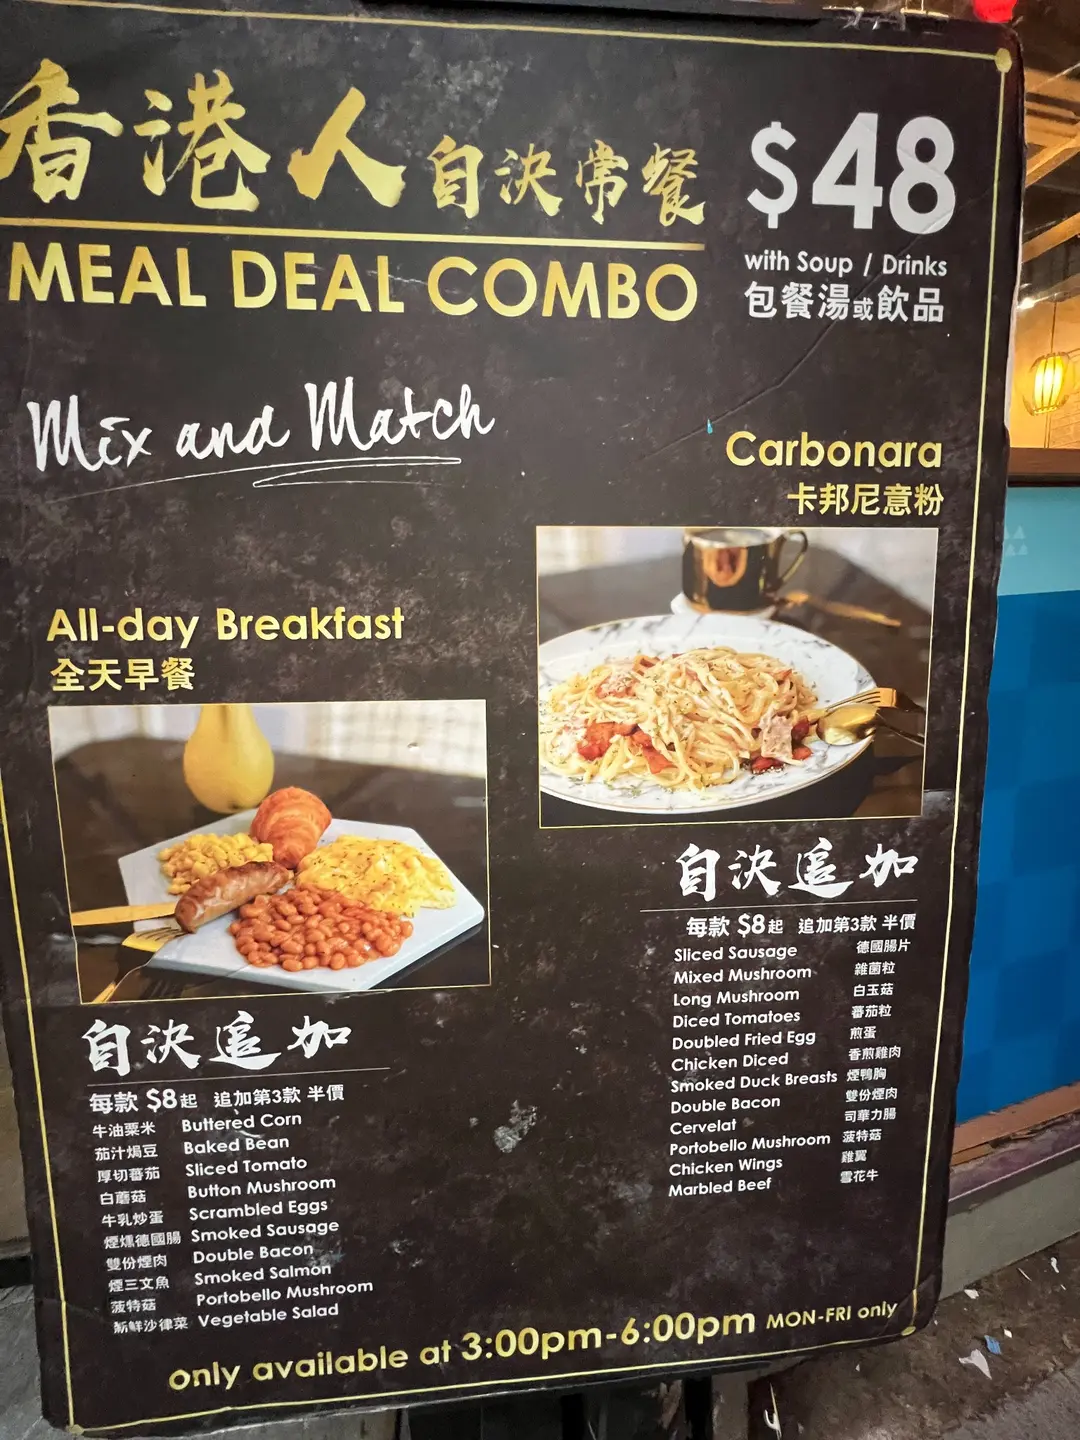 香港人自決常餐
MEAL DEAL COMBO
$48
with Soup / Drinks
包餐湯或飲品
Mix and Match
Carbonara
卡邦尼意粉
All-day Breakfast
全天早餐
自決追加
每款 $8起 追加第3款 半價
Sliced Sausage 德國腸片
Mixed Mushroom 雜菌粒
Long Mushroom 白玉菇
Diced Tomatoes 蕃茄粒
Doubled Fried Egg 煎蛋
Chicken Diced 香煎雞肉
Smoked Duck Breasts 煙鴨胸
Double Bacon 雙份煙肉
Cervelat 司華力腸
Portobello Mushroom 菠特菇
Chicken Wings 雞翼
Marbled Beef 雪花牛
自決追加
每款 $8起 追加第3款 半價
牛油粟米 Buttered Corn
茄汁焗豆 Baked Bean
厚切蕃茄 Sliced Tomato
白蘑菇 Button Mushroom
牛乳炒蛋 Scrambled Eggs
煙燻德國腸 Smoked Sausage
雙份煙肉 Double Bacon
煙三文魚 Smoked Salmon
菠特菇 Portobello Mushroom
新鮮沙律菜 Vegetable Salad
only available at 3:00pm-6:00pm MON-FRI only